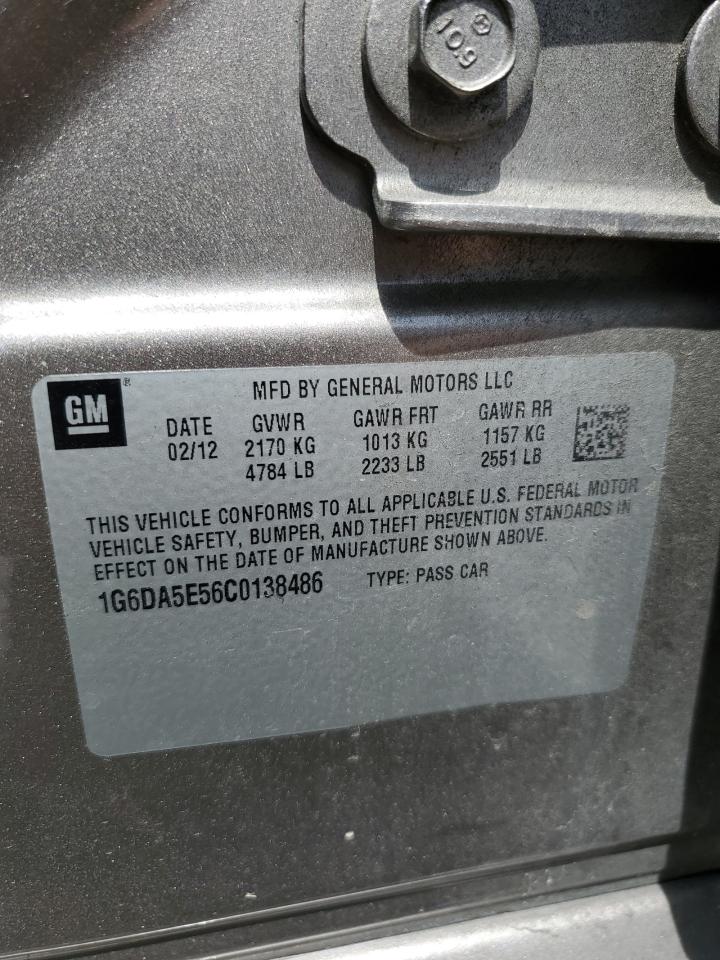 10.9
GM
®
MFD BY GENERAL MOTORS LLC
DATE GVWR GAWR FRT GAWR RR
02/12 2170 KG 1013 KG 1157 KG
4784 LB 2233 LB 2551 LB
THIS VEHICLE CONFORMS TO ALL APPLICABLE U.S. FEDERAL MOTOR
VEHICLE SAFETY, BUMPER, AND THEFT PREVENTION STANDARDS IN
EFFECT ON THE DATE OF MANUFACTURE SHOWN ABOVE.
1G6DA5E56C0138486 TYPE: PASS CAR